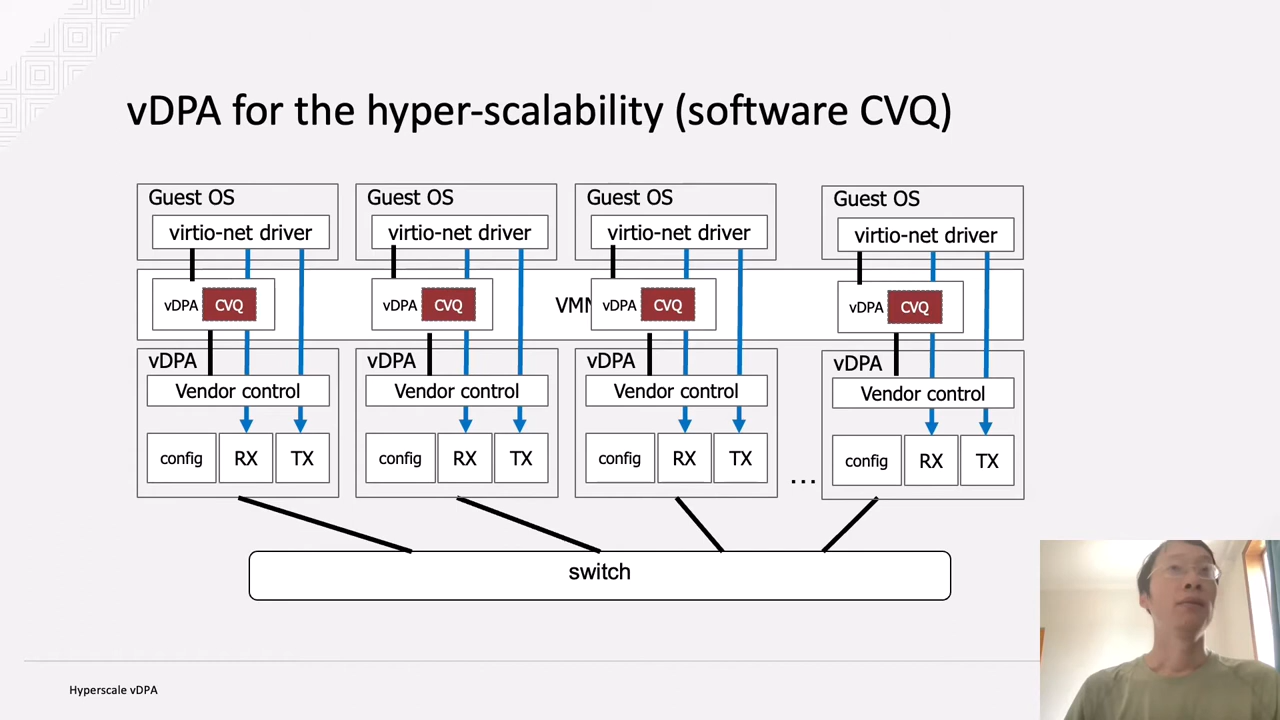 vDPA for the hyper-scalability (software CVQ)
Guest OS
virtio-net driver
Guest OS
virtio-net driver
Guest OS
virtio-net driver
Guest OS
virtio-net driver
vDPA CVQ
vDPA CVQ
VMM
vDPA CVQ
vDPA CVQ
vDPA
Vendor control
config RX TX
vDPA
Vendor control
config RX TX
vDPA
Vendor control
config RX TX
...
vDPA
Vendor control
config RX TX
switch
Hyperscale vDPA